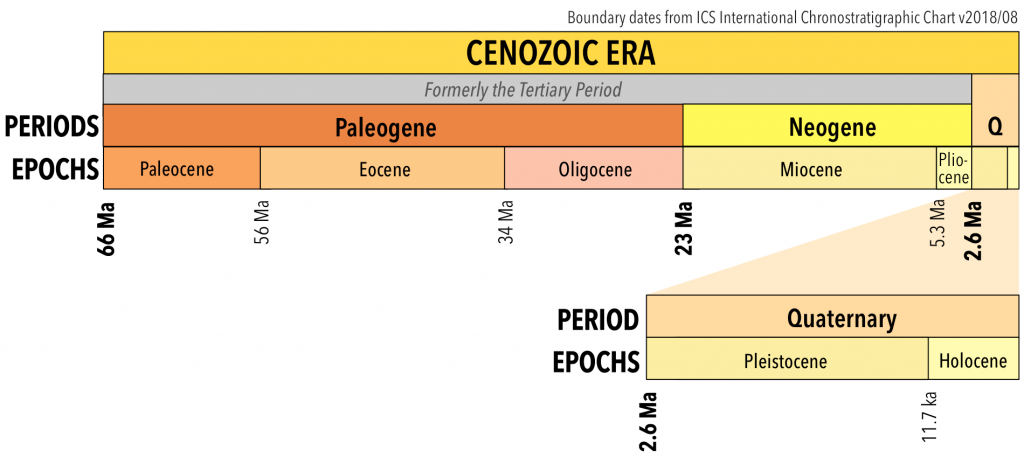 Boundary dates from ICS International Chronostratigraphic Chart v2018/08
CENOZOIC ERA
Formerly the Tertiary Period
PERIODS Paleogene Neogene Q
EPOCHS Paleocene Eocene Oligocene Miocene Plio-
cene
66 Ma 56 Ma 34 Ma 23 Ma 5.3 Ma 2.6 Ma
PERIOD Quaternary
EPOCHS Pleistocene Holocene
2.6 Ma 11.7 ka